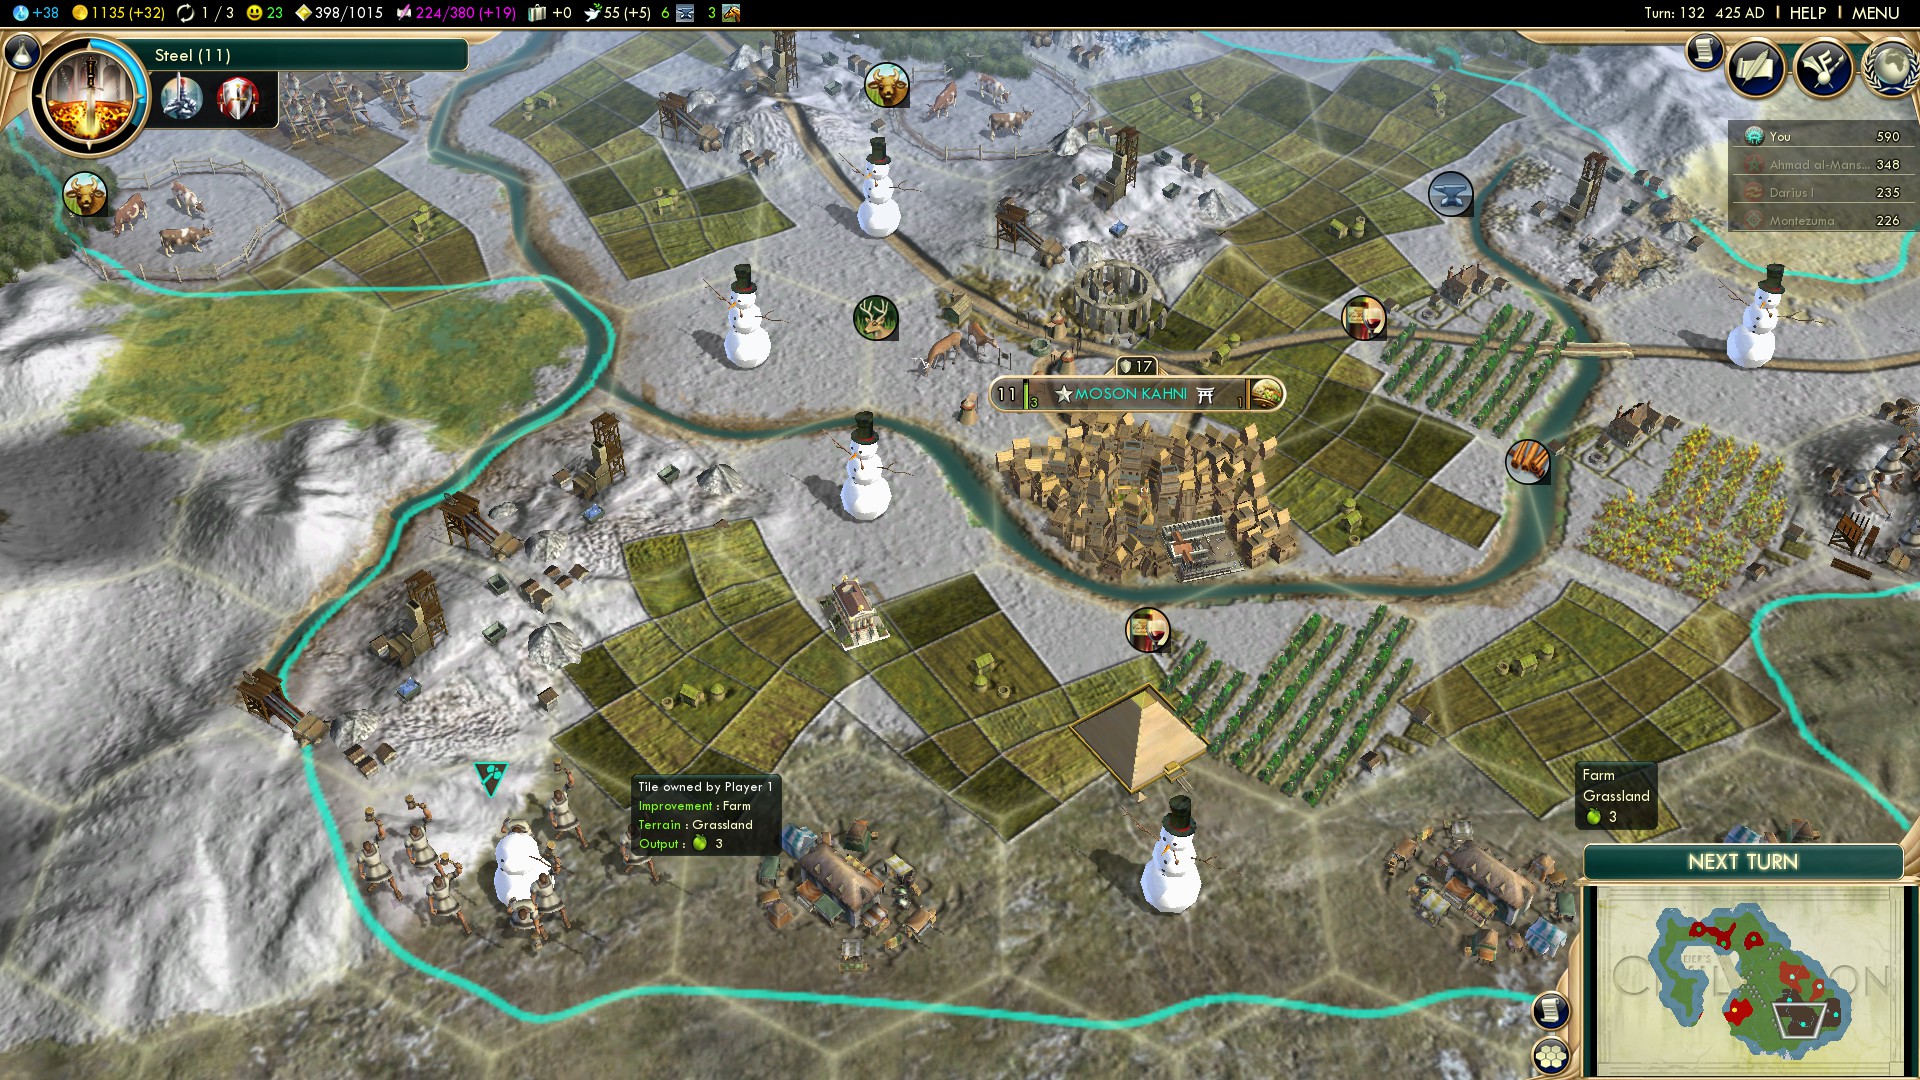 +38 1135 (+32) 1 / 3 23 398/1015 224/380 (+19) +0 55 (+5) 6 3
Turn: 132 425 AD | HELP | MENU
Steel (11)
You 590
Ahmad al-Mans... 348
Darius I 235
Montezuma 226
17
11 3 MOSON KAHNI 1
Tile owned by Player 1
Improvement : Farm
Terrain : Grassland
Output : 3
Farm
Grassland
3
NEXT TURN